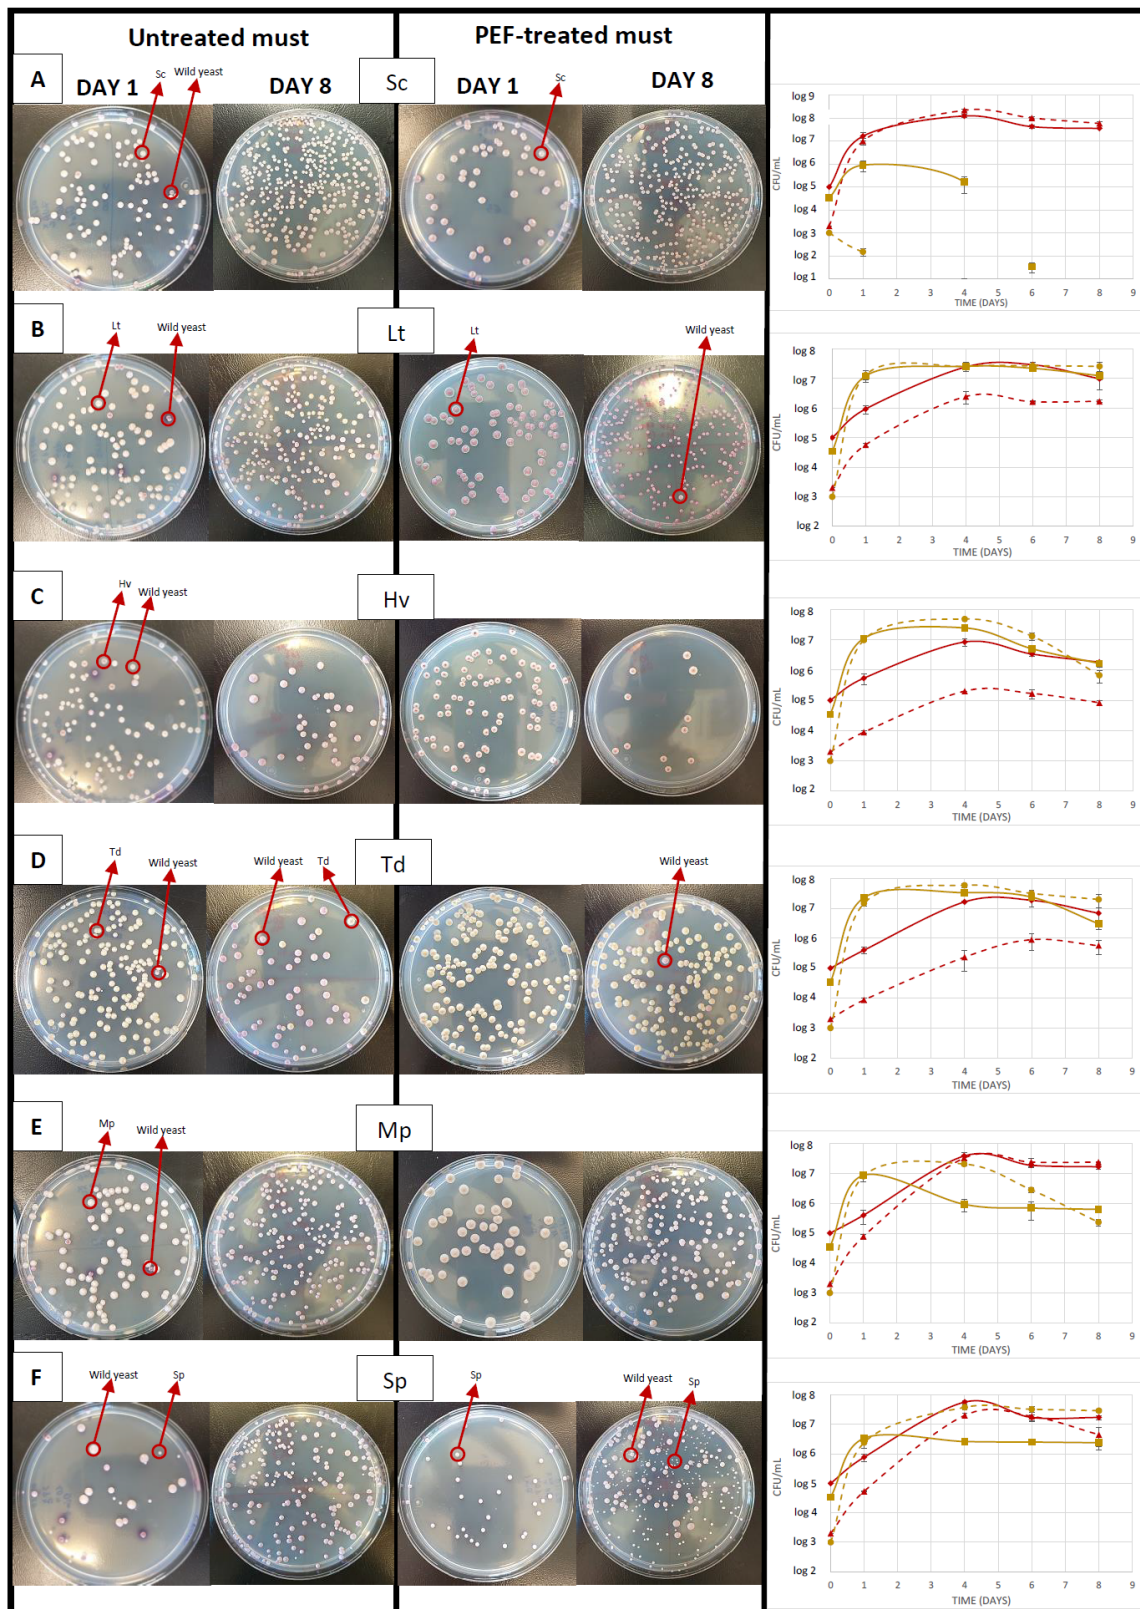 Untreated must
PEF-treated must
A
DAY 1
Sc
Wild yeast
DAY 8
Sc
DAY 1
Sc
DAY 8
log 9
log 8
log 7
log 6
log 5
log 4
log 3
log 2
log 1
CFU/mL
0 1 2 3 4 5 6 7 8 9
TIME (DAYS)
B
Lt
Wild yeast
Lt
Lt
Wild yeast
log 8
log 7
log 6
log 5
log 4
log 3
log 2
CFU/mL
0 1 2 3 4 5 6 7 8 9
TIME (DAYS)
C
Hv
Wild yeast
Hv
log 8
log 7
log 6
log 5
log 4
log 3
log 2
CFU/mL
0 1 2 3 4 5 6 7 8 9
TIME (DAYS)
D
Td
Wild yeast
Wild yeast
Td
Td
Wild yeast
log 8
log 7
log 6
log 5
log 4
log 3
log 2
CFU/mL
0 1 2 3 4 5 6 7 8 9
TIME (DAYS)
E
Mp
Wild yeast
Mp
log 8
log 7
log 6
log 5
log 4
log 3
log 2
CFU/mL
0 1 2 3 4 5 6 7 8 9
TIME (DAYS)
F
Wild yeast
Sp
Sp
Sp
Wild yeast
Sp
log 8
log 7
log 6
log 5
log 4
log 3
log 2
CFU/mL
0 1 2 3 4 5 6 7 8 9
TIME (DAYS)